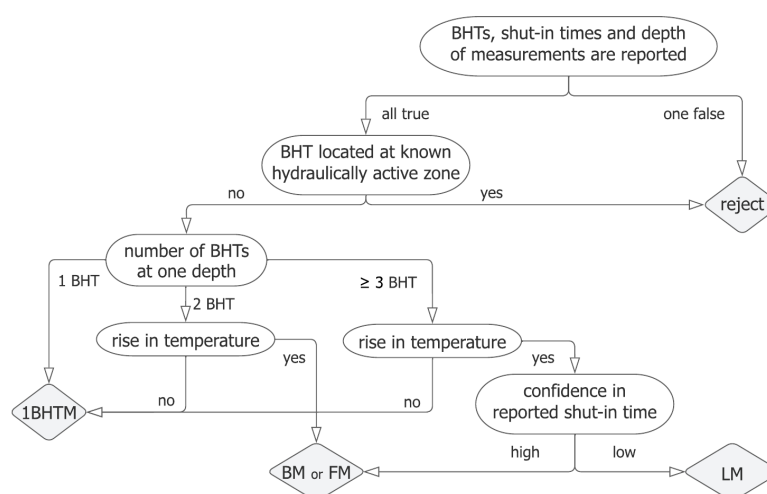 BHTs, shut-in times and depth
of measurements are reported
all true
one false
BHT located at known
hydraulically active zone
reject
no
yes
number of BHTs
at one depth
1 BHT
2 BHT
≥ 3 BHT
rise in temperature
rise in temperature
yes
yes
confidence in
reported shut-in time
no
no
1BHTM
high
low
BM or FM
LM